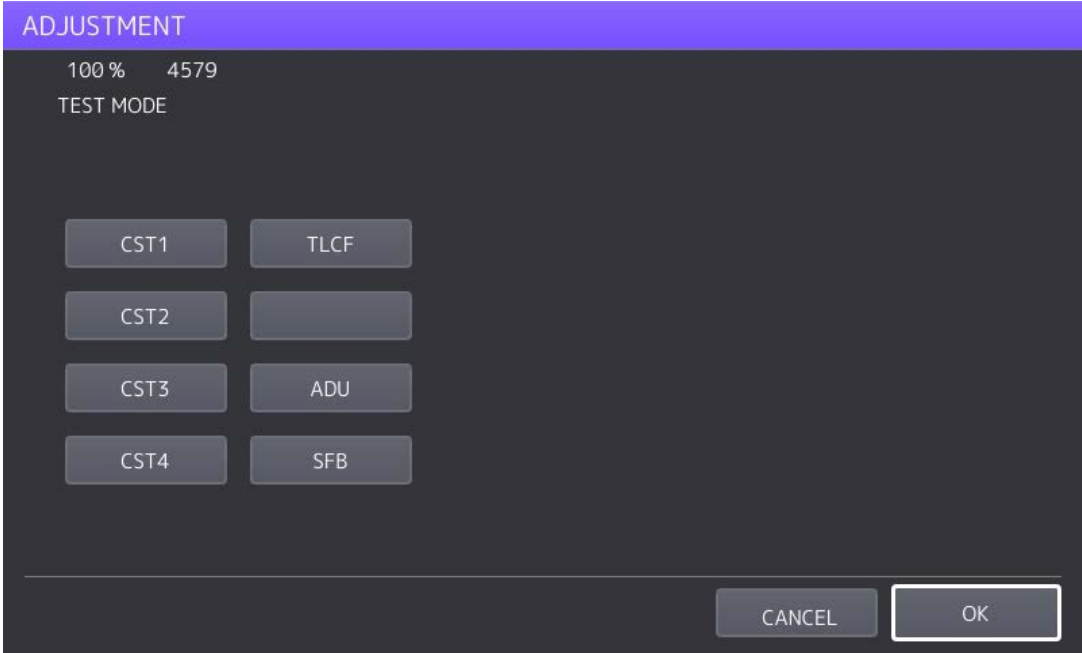 ADJUSTMENT
100 % 4579
TEST MODE
CST1 TLCF
CST2
CST3 ADU
CST4 SFB
CANCEL OK